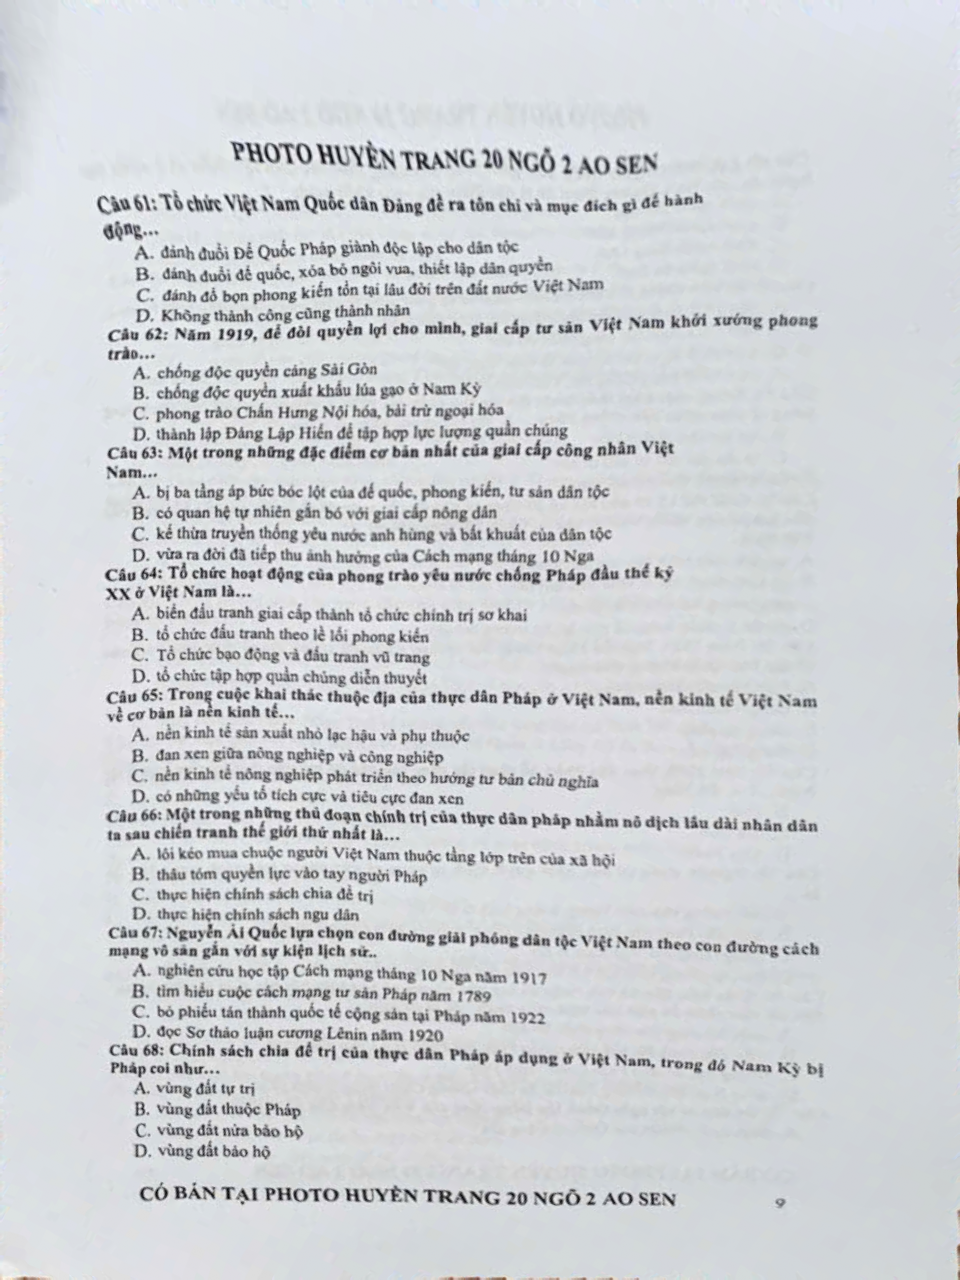 PHOTO HUYỀN TRANG 20 NGÕ 2 AO SEN
Câu 61: Tổ chức Việt Nam Quốc dân Đảng đề ra tôn chỉ và mục đích gì để hành
động...
A. đánh đuổi Đế Quốc Pháp giành độc lập cho dân tộc
B. đánh đuổi đế quốc, xóa bỏ ngôi vua, thiết lập dân quyền
C. đánh đổ bọn phong kiến tồn tại lâu đời trên đất nước Việt Nam
D. Không thành công cũng thành nhân
Câu 62: Năm 1919, để đòi quyền lợi cho mình, giai cấp tư sản Việt Nam khởi xướng phong
trào...
A. chống độc quyền cảng Sài Gòn
B. chống độc quyền xuất khẩu lúa gạo ở Nam Kỳ
C. phong trào Chấn Hưng Nội hóa, bài trừ ngoại hóa
D. thành lập Đảng Lập Hiến để tập hợp lực lượng quần chúng
Câu 63: Một trong những đặc điểm cơ bản nhất của giai cấp công nhân Việt
Nam...
A. bị ba tầng áp bức bóc lột của đế quốc, phong kiến, tư sản dân tộc
B. có quan hệ tự nhiên gắn bó với giai cấp nông dân
C. kế thừa truyền thống yêu nước anh hùng và bất khuất của dân tộc
D. vừa ra đời đã tiếp thu ảnh hưởng của Cách mạng tháng 10 Nga
Câu 64: Tổ chức hoạt động của phong trào yêu nước chống Pháp đầu thế kỷ
XX ở Việt Nam là...
A. biến đấu tranh giai cấp thành tổ chức chính trị sơ khai
B. tổ chức đấu tranh theo lề lối phong kiến
C. Tổ chức bạo động và đấu tranh vũ trang
D. tổ chức tập hợp quần chúng diễn thuyết
Câu 65: Trong cuộc khai thác thuộc địa của thực dân Pháp ở Việt Nam, nền kinh tế Việt Nam
về cơ bản là nền kinh tế...
A. nền kinh tế sản xuất nhỏ lạc hậu và phụ thuộc
B. đan xen giữa nông nghiệp và công nghiệp
C. nền kinh tế nông nghiệp phát triển theo hướng tư bản chủ nghĩa
D. có những yếu tố tích cực và tiêu cực đan xen
Câu 66: Một trong những thủ đoạn chính trị của thực dân pháp nhằm nô dịch lâu dài nhân dân
ta sau chiến tranh thế giới thứ nhất là...
A. lôi kéo mua chuộc người Việt Nam thuộc tầng lớp trên của xã hội
B. thâu tóm quyền lực vào tay người Pháp
C. thực hiện chính sách chia để trị
D. thực hiện chính sách ngu dân
Câu 67: Nguyễn Ái Quốc lựa chọn con đường giải phóng dân tộc Việt Nam theo con đường cách
mạng vô sản gắn với sự kiện lịch sử..
A. nghiên cứu học tập Cách mạng tháng 10 Nga năm 1917
B. tìm hiểu cuộc cách mạng tư sản Pháp năm 1789
C. bỏ phiếu tán thành quốc tế cộng sản tại Pháp năm 1922
D. đọc Sơ thảo luận cương Lênin năm 1920
Câu 68: Chính sách chia để trị của thực dân Pháp áp dụng ở Việt Nam, trong đó Nam Kỳ bị
Pháp coi như...
A. vùng đất tự trị
B. vùng đất thuộc Pháp
C. vùng đất nửa bảo hộ
D. vùng đất bảo hộ
CÓ BÁN TẠI PHOTO HUYỀN TRANG 20 NGÕ 2 AO SEN
9